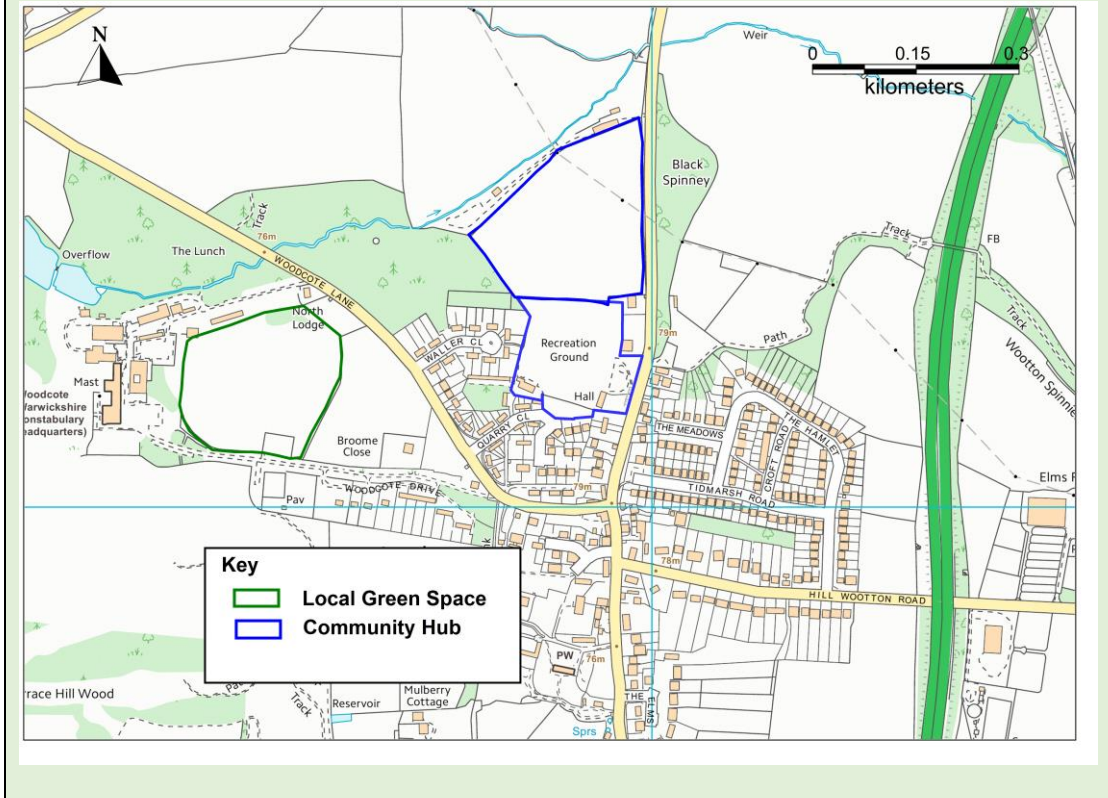 N
Weir
0 0.15 0.3
kilometers
Black
Spinney
Track
76m
The Lunch
Overflow
WOODCOTE LANE
North
Lodge
Track
FB
Track
Wootton Spinney
Path
79m
Recreation
Ground
WALLER CL
Hall
QUARRY CL
Mast
Woodcote
Warwickshire
Constabulary
Headquarters)
Broome
Close
THE MEADOWS
CROFT ROAD
THE HAMLET
TIDMARSH ROAD
79m
WOODCOTE DRIVE
Pav
Elms
78m
HILL WOOTTON ROAD
Key
Local Green Space
Community Hub
PW
76m
THE ELMS
Mulberry
Cottage
Reservoir
Track
rrace Hill Wood
Sprs